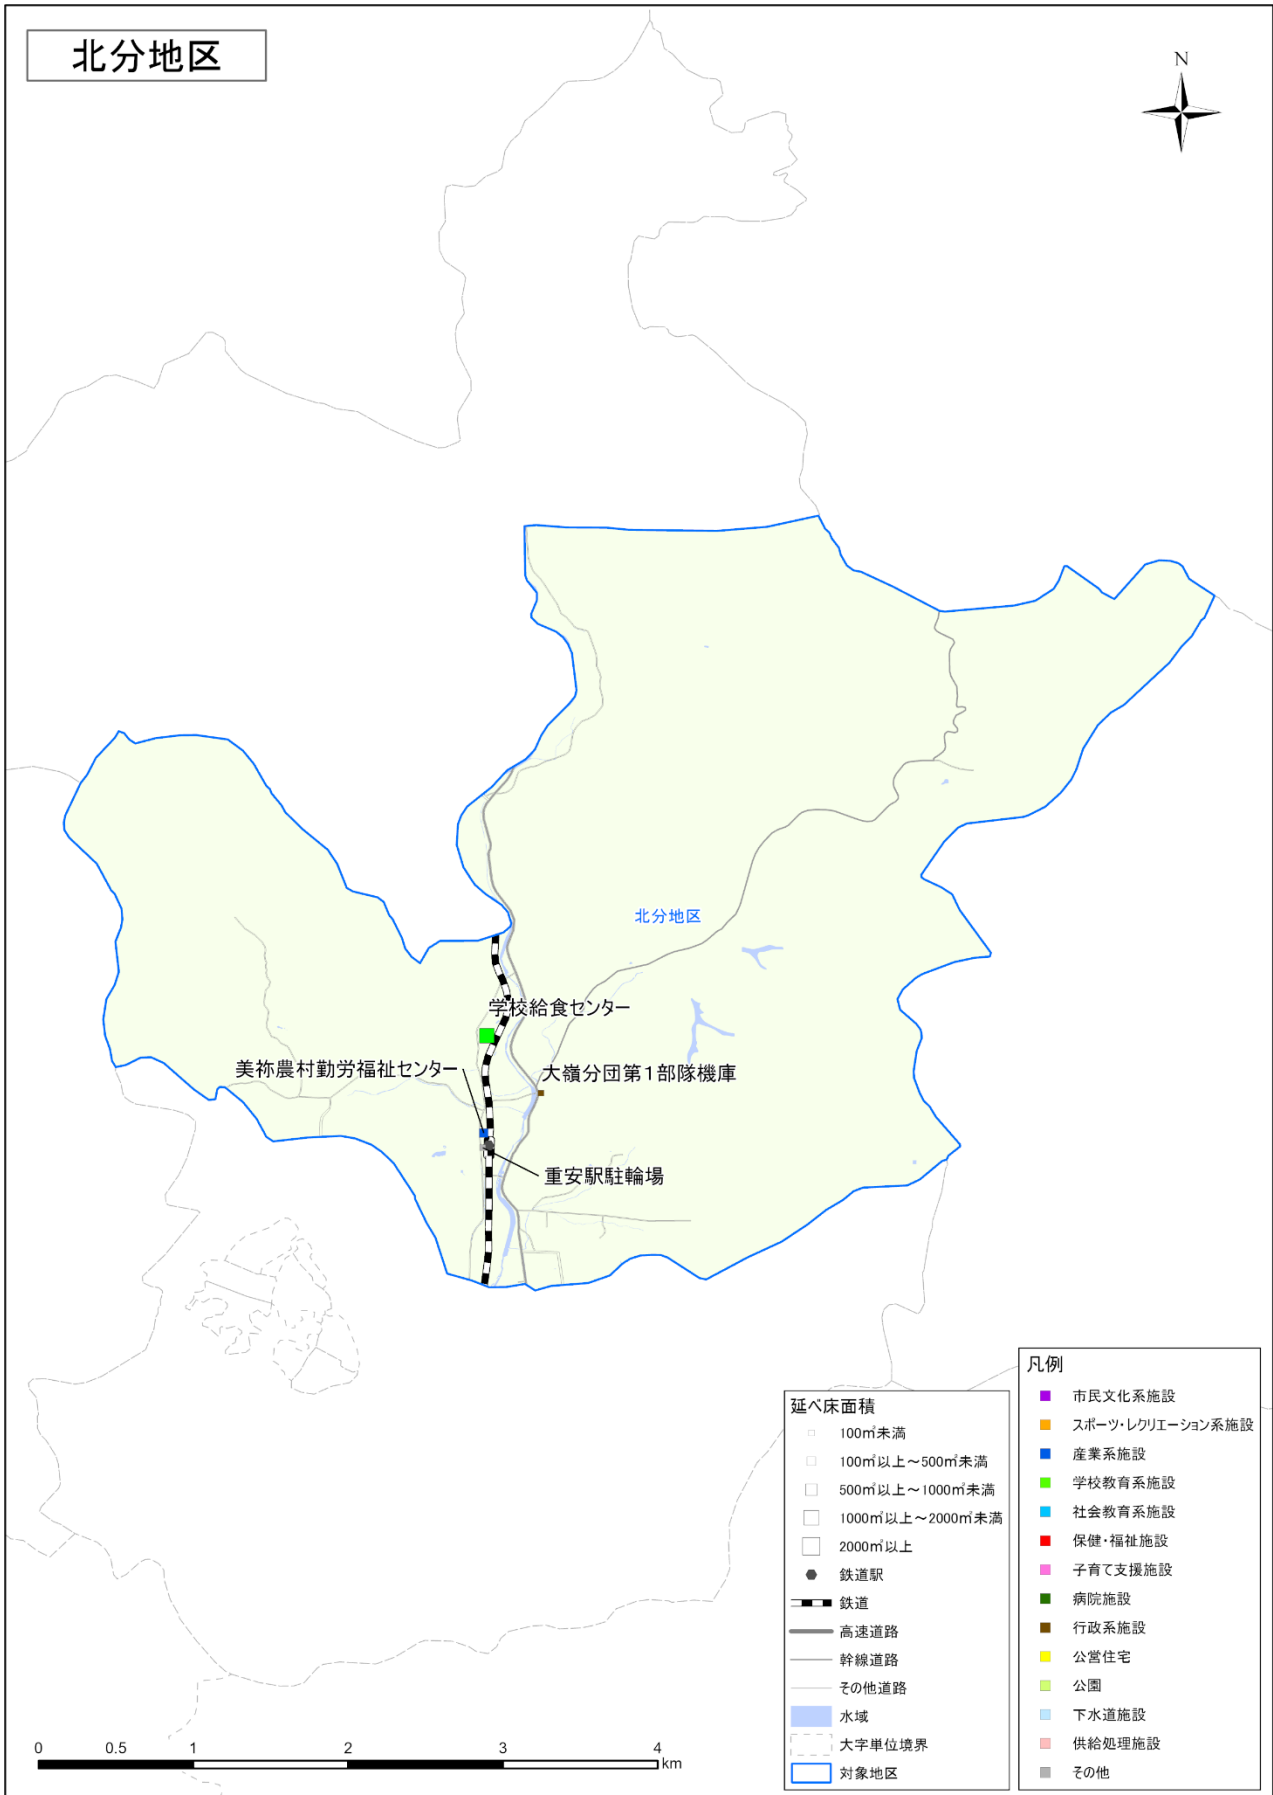 北分地区
N
北分地区
学校給食センター
美祢農村勤労福祉センター
大嶺分団第1部隊機庫
重安駅駐輪場
延べ床面積
100㎡未満
100㎡以上～500㎡未満
500㎡以上～1000㎡未満
1000㎡以上～2000㎡未満
2000㎡以上
鉄道駅
鉄道
高速道路
幹線道路
その他道路
水域
大字単位境界
対象地区
凡例
市民文化系施設
スポーツ・レクリエーション系施設
産業系施設
学校教育系施設
社会教育系施設
保健・福祉施設
子育て支援施設
病院施設
行政系施設
公営住宅
公園
下水道施設
供給処理施設
その他
0 0.5 1 2 3 4
km